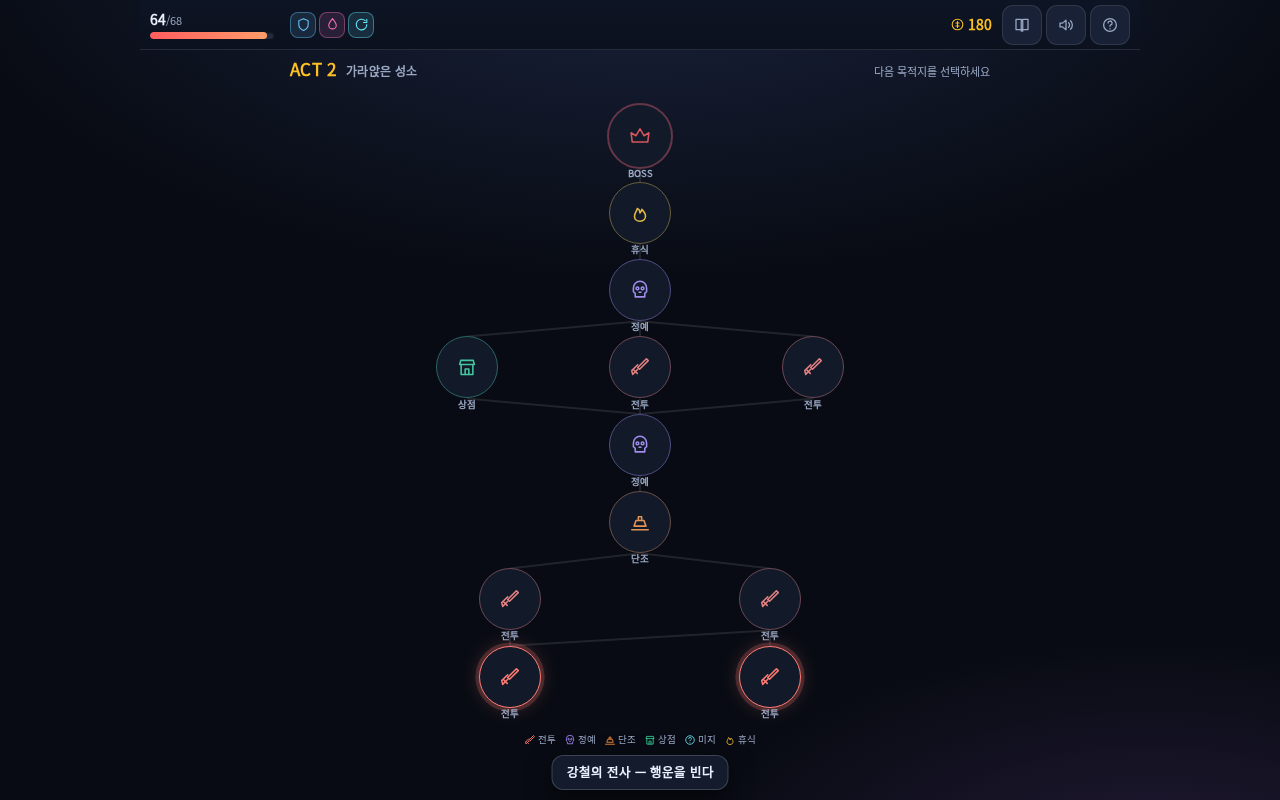 64/68
180
ACT 2 가라앉은 성소
다음 목적지를 선택하세요
BOSS
휴식
정예
상점 전투 전투
정예
단조
전투 전투
전투 전투
전투 정예 단조 상점 미지 휴식
강철의 전사 — 행운을 빈다